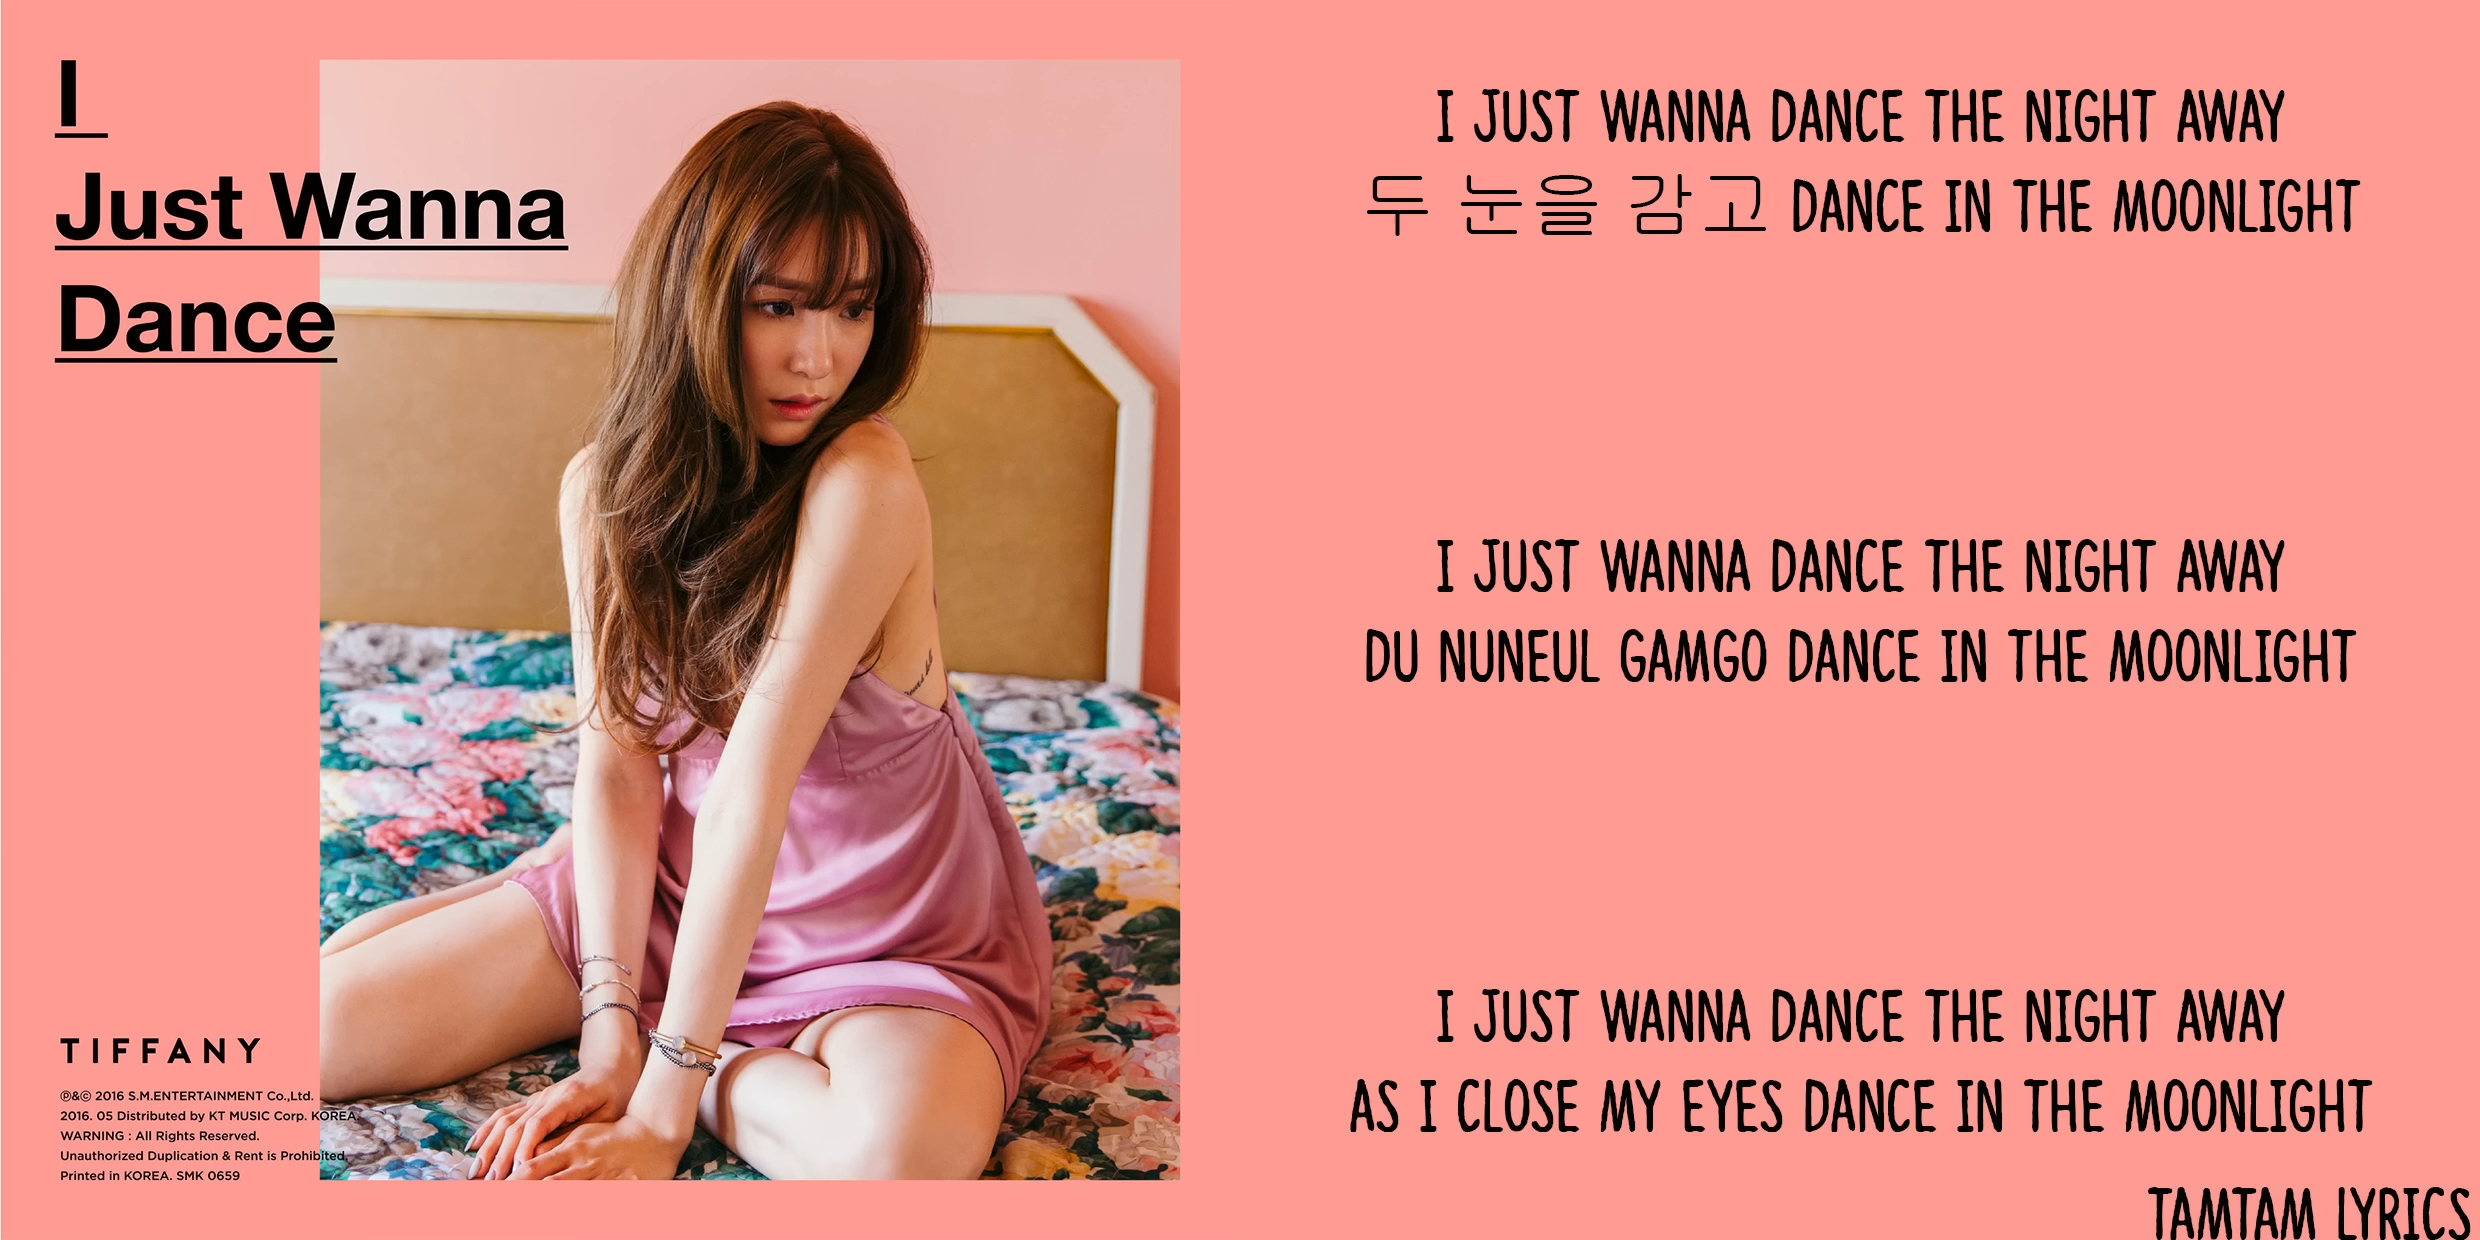 I
Just Wanna
Dance
TIFFANY
℗&© 2016 S.M.ENTERTAINMENT Co.,Ltd.
2016. 05 Distributed by KT MUSIC Corp. KOREA.
WARNING : All Rights Reserved.
Unauthorized Duplication & Rent is Prohibited.
Printed in KOREA. SMK 0659
I JUST WANNA DANCE THE NIGHT AWAY
두 눈을 감고 DANCE IN THE MOONLIGHT
I JUST WANNA DANCE THE NIGHT AWAY
DU NUNEUL GAMGO DANCE IN THE MOONLIGHT
I JUST WANNA DANCE THE NIGHT AWAY
AS I CLOSE MY EYES DANCE IN THE MOONLIGHT
TAMTAM LYRICS